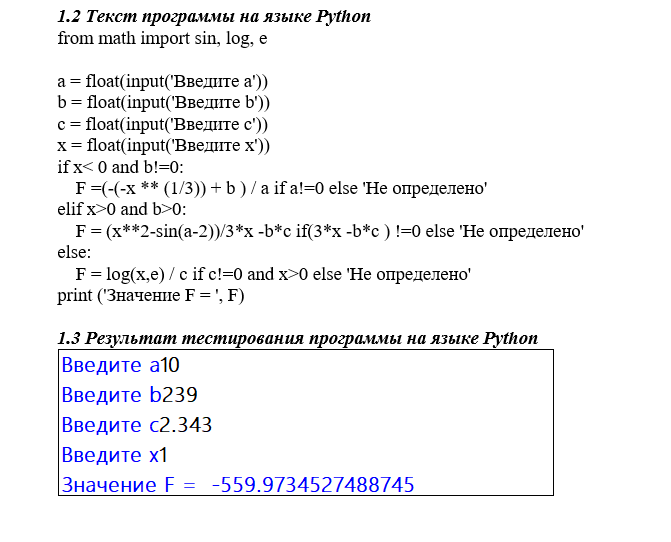 1.2 Текст программы на языке Python
from math import sin, log, e
a = float(input('Введите a'))
b = float(input('Введите b'))
c = float(input('Введите c'))
x = float(input('Введите x'))
if x< 0 and b!=0:
    F =(-(-x ** (1/3)) + b ) / a if a!=0 else 'Не определено'
elif x>0 and b>0:
    F = (x**2-sin(a-2))/3*x -b*c if(3*x -b*c ) !=0 else 'Не определено'
else:
    F = log(x,e) / c if c!=0 and x>0 else 'Не определено'
print ('Значение F = ', F)
1.3 Результат тестирования программы на языке Python
Введите a10
Введите b239
Введите c2.343
Введите x1
Значение F =  -559.9734527488745